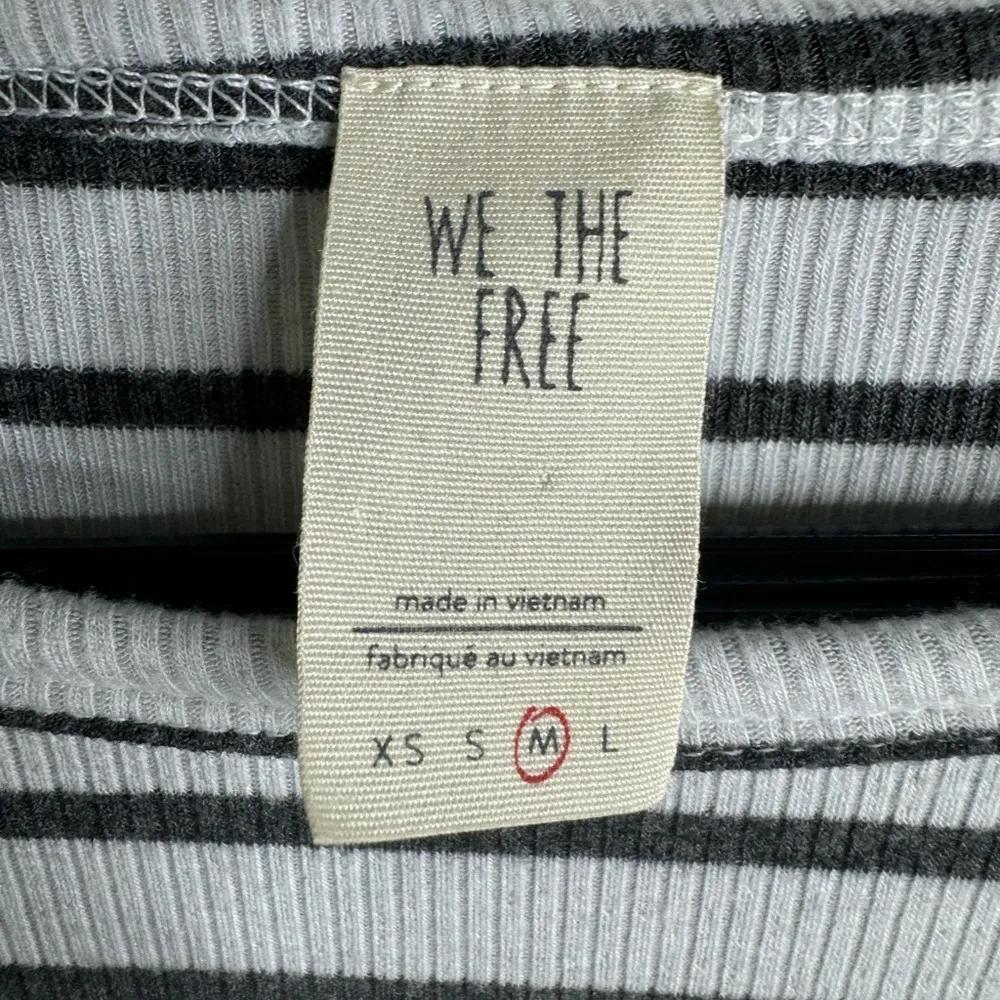 WE THE
FREE
made in vietnam
fabriqué au vietnam
XS S M L